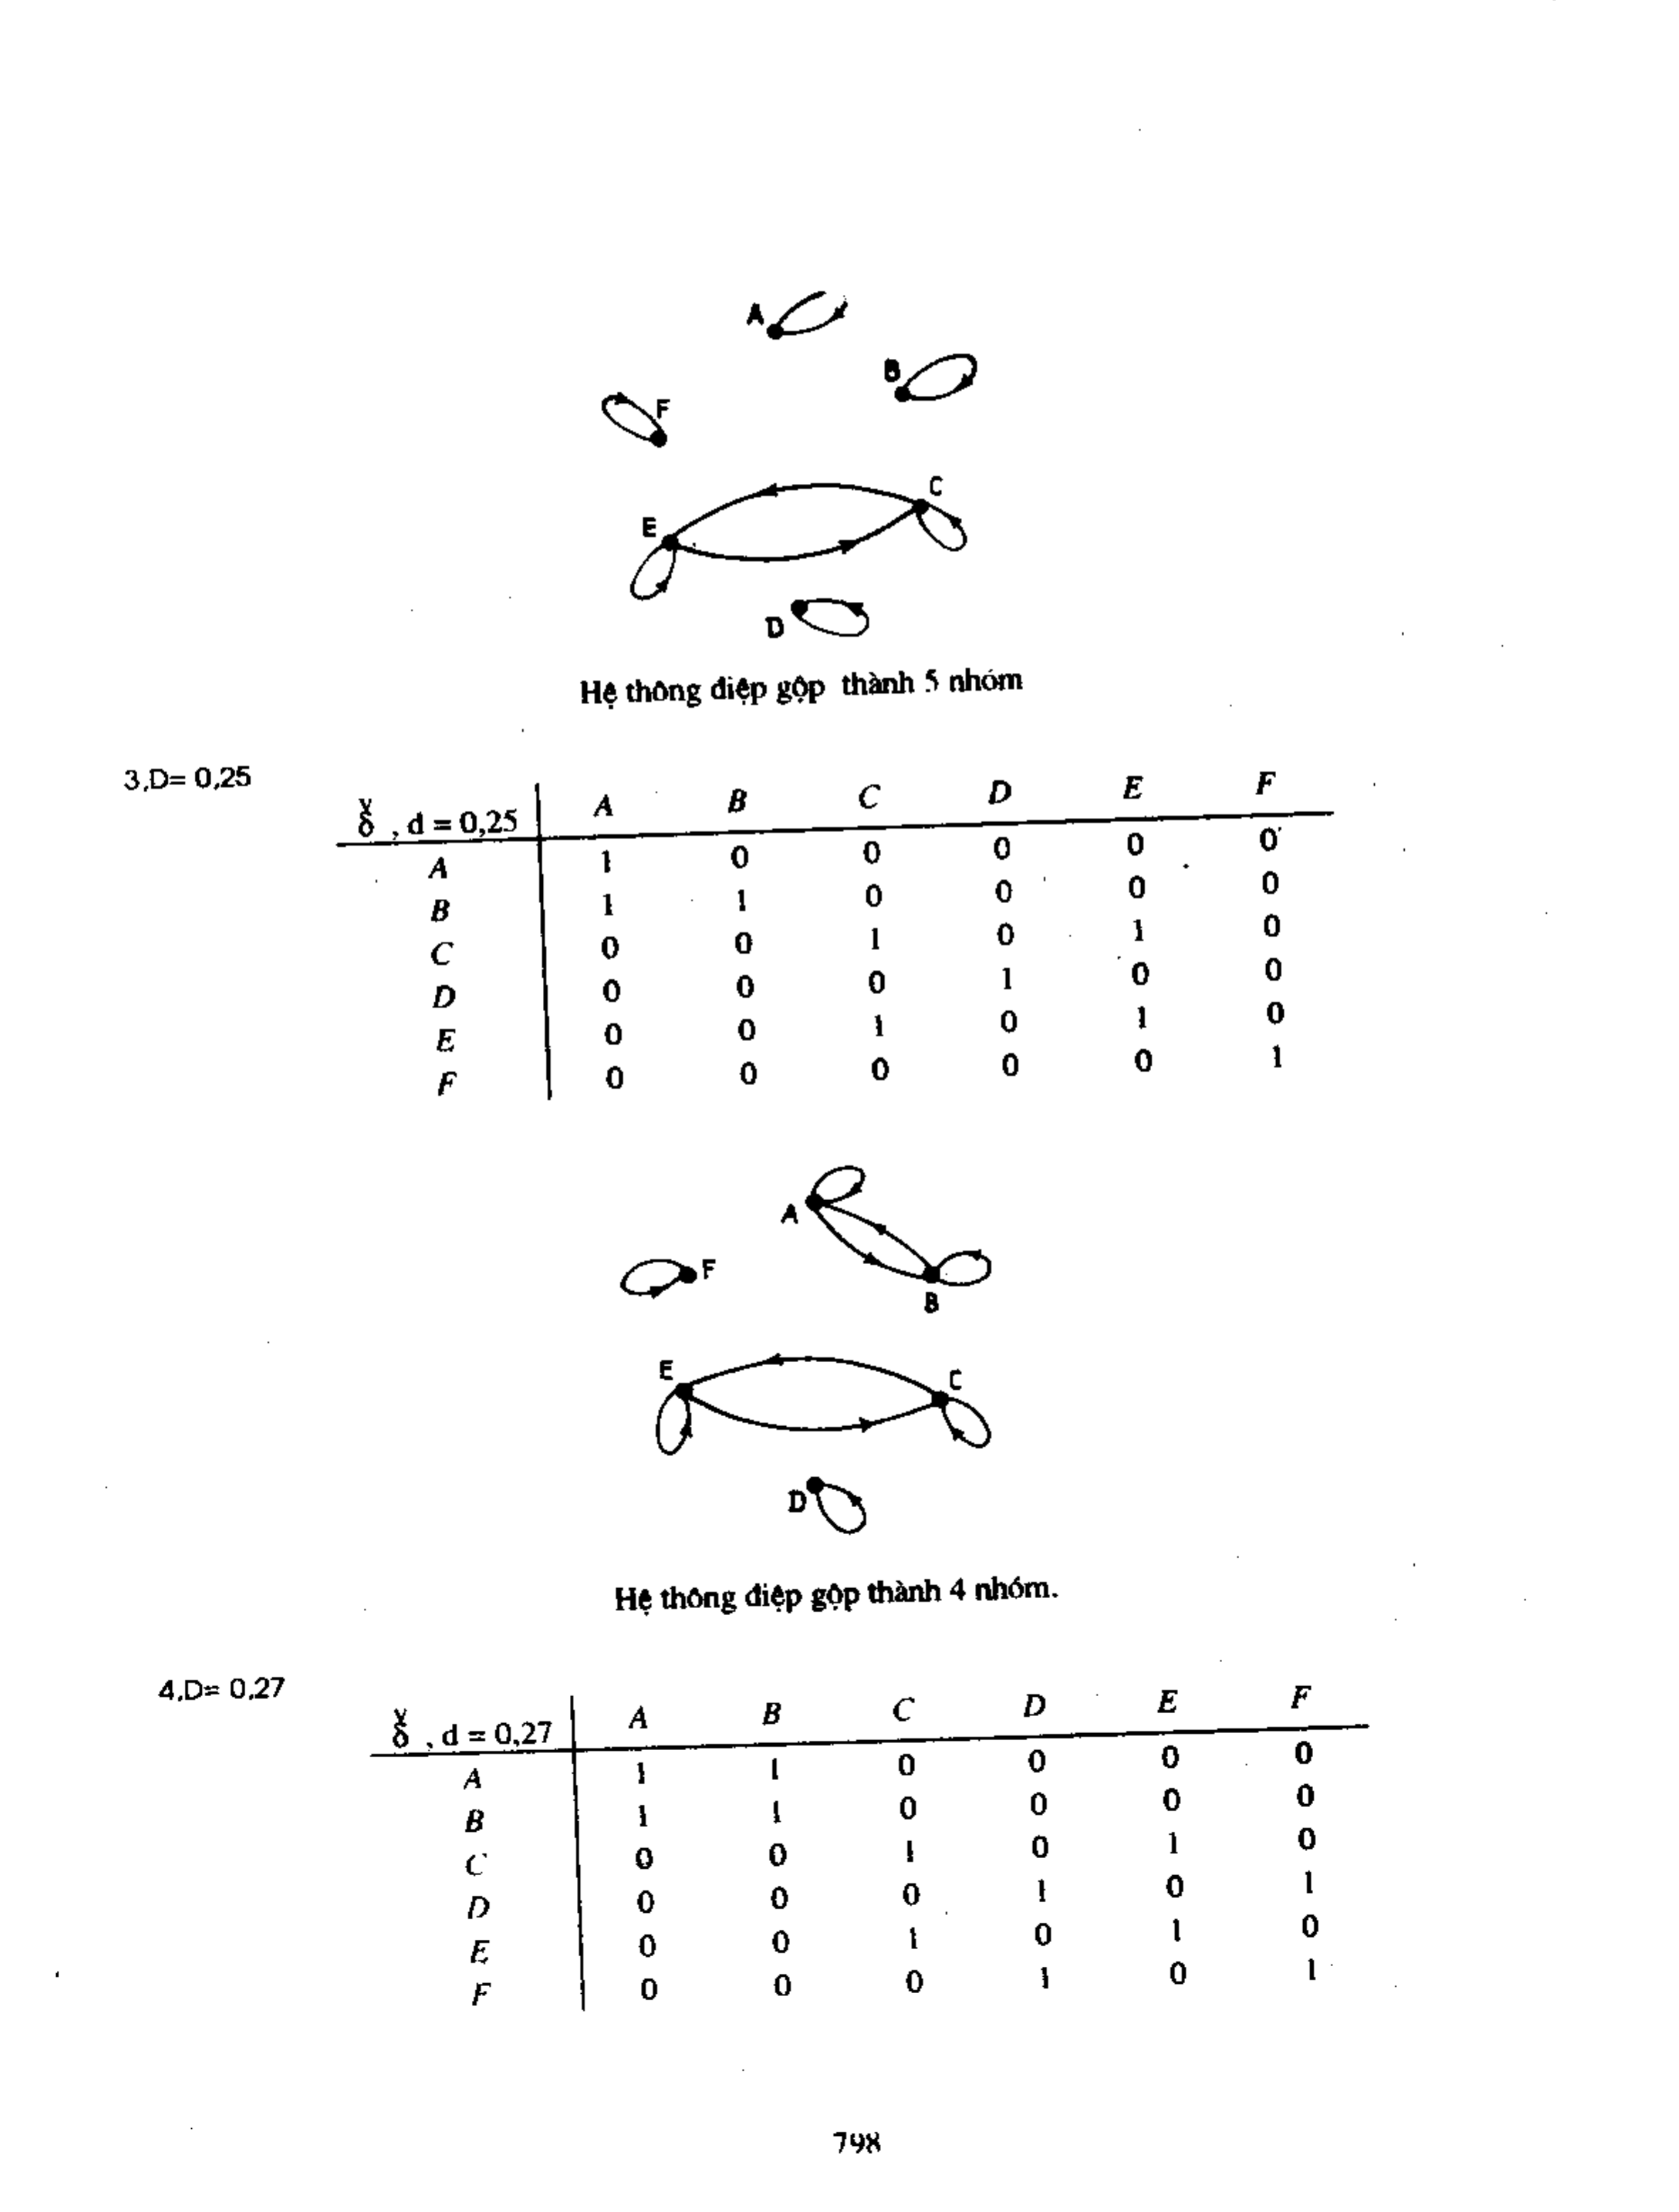 A
B
F
C
E
D
Hệ thông điệp gộp thành 5 nhóm
3,D= 0,25
δ̌ , d = 0,25 A B C D E F
A 1 0 0 0 0 0
B 1 1 0 0 0 0
C 0 0 1 0 1 0
D 0 0 0 1 0 0
E 0 0 1 0 1 0
F 0 0 0 0 0 1
A
F
B
E
C
D
Hệ thông điệp gộp thành 4 nhóm.
4,D= 0,27
δ̌ , d = 0,27 A B C D E F
A 1 1 0 0 0 0
B 1 1 0 0 0 0
C 0 0 1 0 1 0
D 0 0 0 1 0 1
E 0 0 1 0 1 0
F 0 0 0 1 0 1
798